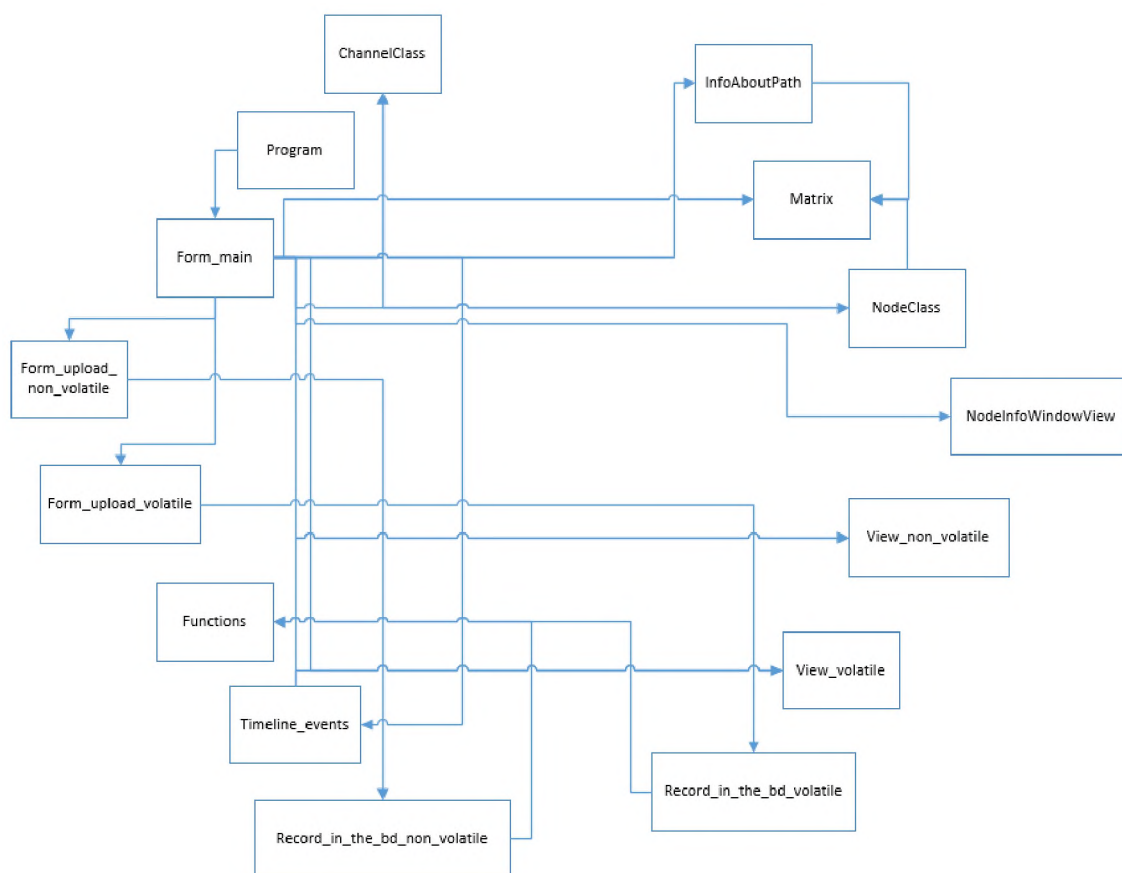 ChannelClass
InfoAboutPath
Program
Matrix
Form_main
NodeClass
Form_upload_
non_volatile
NodeInfoWindowView
Form_upload_volatile
View_non_volatile
Functions
View_volatile
Timeline_events
Record_in_the_bd_volatile
Record_in_the_bd_non_volatile